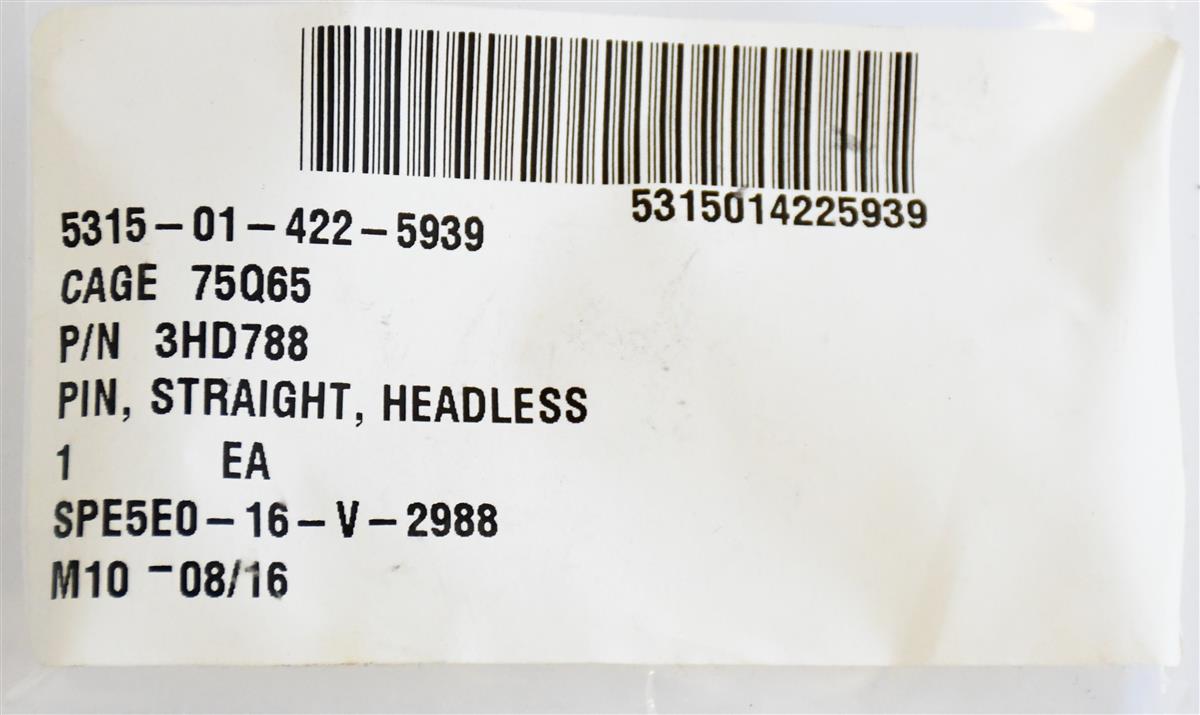 5315014225939
5315-01-422-5939
CAGE 75Q65
P/N 3HD788
PIN, STRAIGHT, HEADLESS
1 EA
SPE5E0-16-V-2988
M10 -08/16